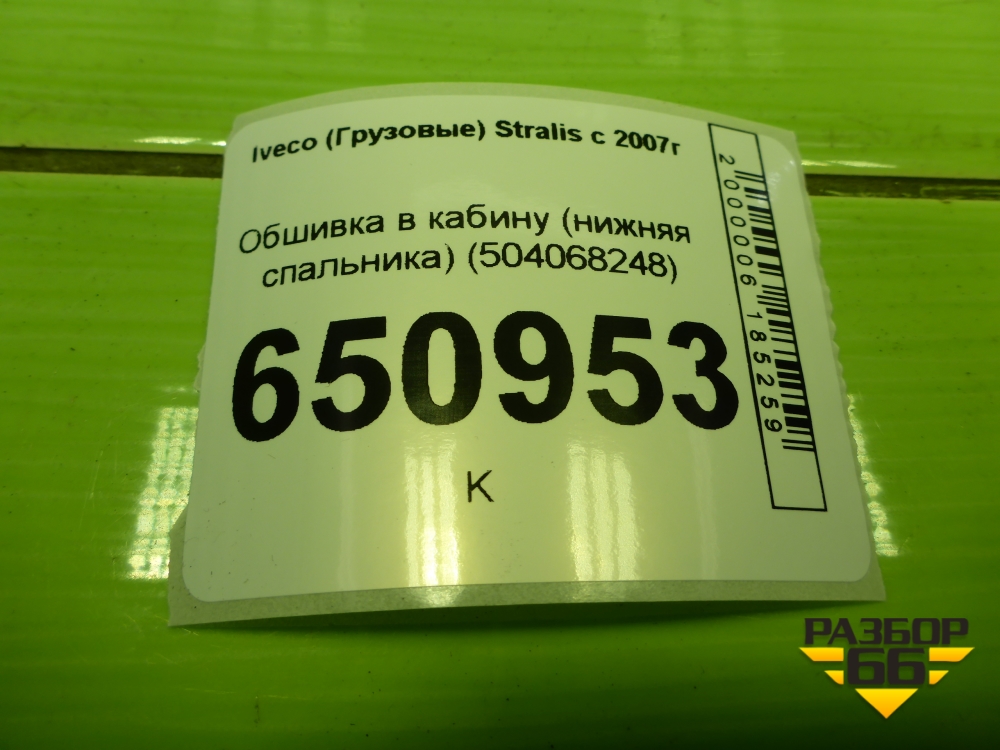 Iveco (Грузовые) Stralis с 2007г
Обшивка в кабину (нижняя
спальника) (504068248)
650953
К
2000006185259
РАЗБОР
66